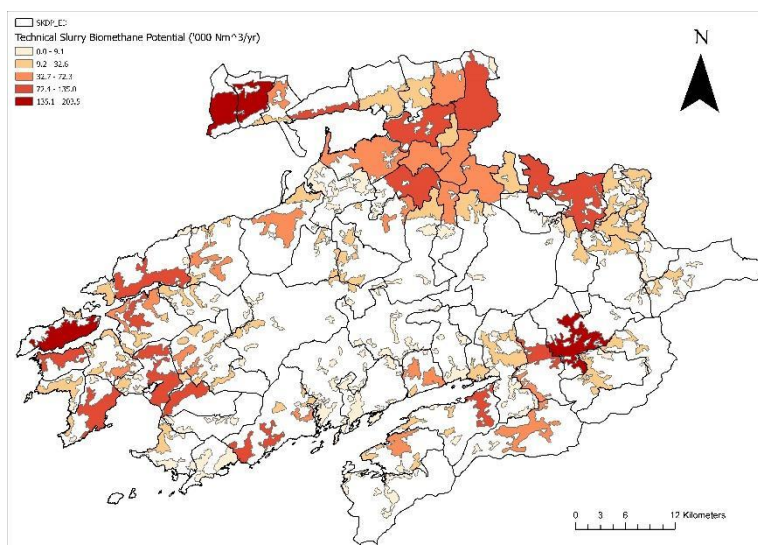 SKDP_ED
Technical Slurry Biomethane Potential ('000 Nm^3/yr)
0.0 - 9.1
9.2 - 32.6
32.7 - 72.3
72.4 - 135.0
135.1 - 203.5
N
0 3 6 12 Kilometers